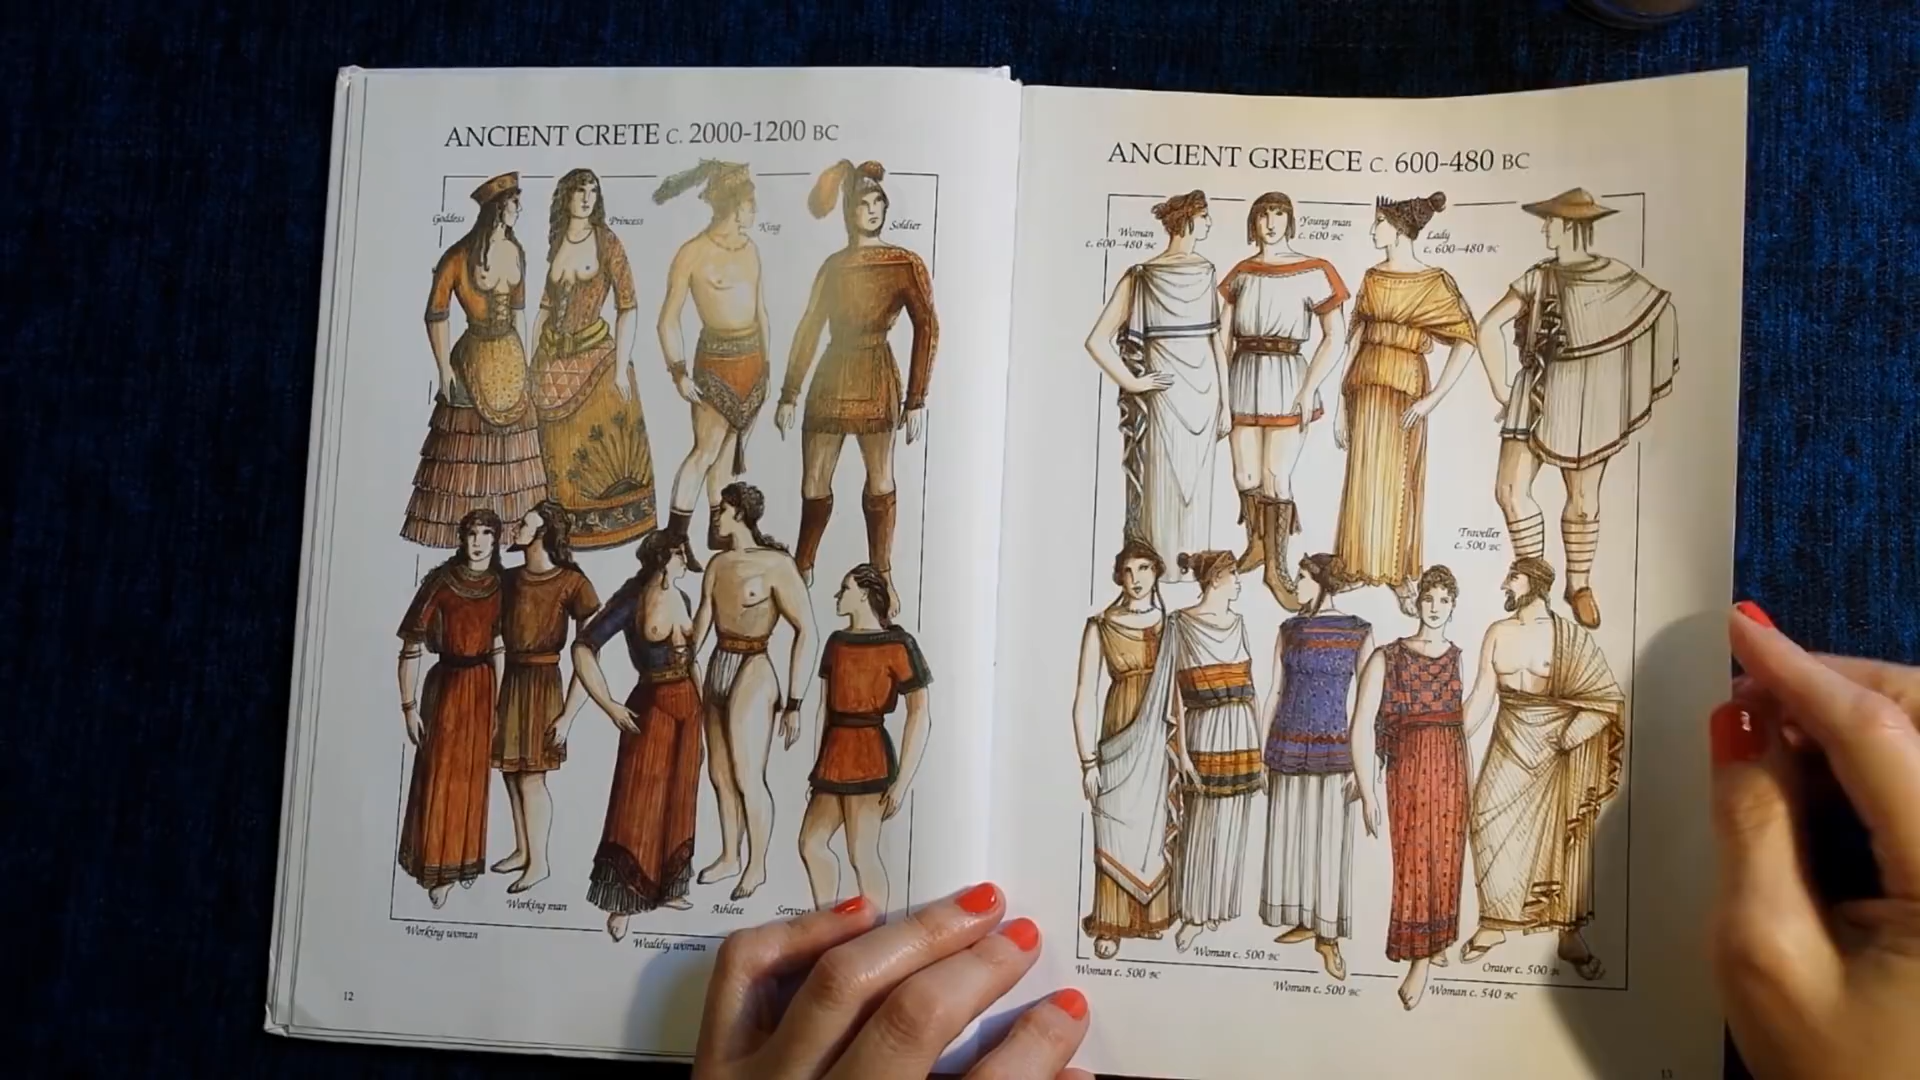 ANCIENT CRETE C. 2000-1200 BC
Goddess
Princess
King
Soldier
Working man
Athlete
Servant
Working woman
Wealthy woman
12
ANCIENT GREECE C. 600-480 BC
Woman
c. 600–480 BC
Young man
c. 600 BC
Lady
c. 600–480 BC
Traveller
c. 500 BC
Woman c. 500 BC
Woman c. 500 BC
Woman c. 500 BC
Woman c. 540 BC
Orator c. 500 BC
13